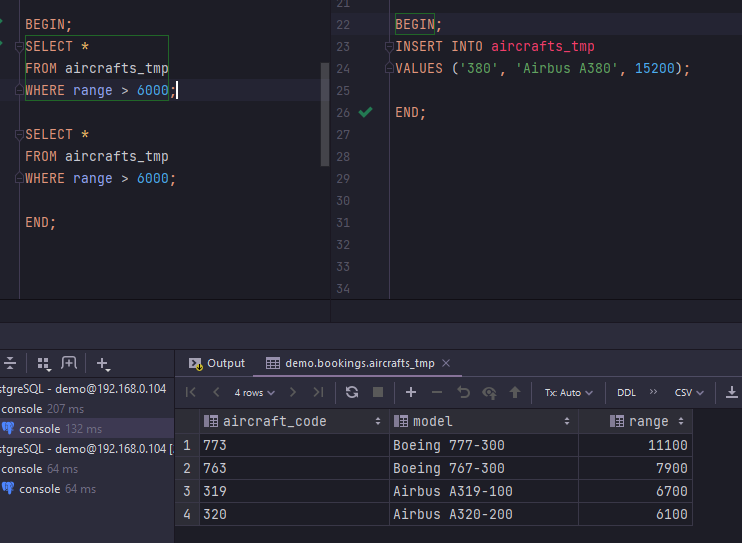 BEGIN;
SELECT *
FROM aircrafts_tmp
WHERE range > 6000;
SELECT *
FROM aircrafts_tmp
WHERE range > 6000;
END;
21
22 BEGIN;
23 INSERT INTO aircrafts_tmp
24 VALUES ('380', 'Airbus A380', 15200);
25
26 END;
27
28
29
30
31
32
33
34
stgreSQL - demo@192.168.0.104
console 207 ms
console 132 ms
stgreSQL - demo@192.168.0.104 [
console 64 ms
console 64 ms
Output demo.bookings.aircrafts_tmp
4 rows Tx: Auto DDL CSV
aircraft_code model range
1 773 Boeing 777-300 11100
2 763 Boeing 767-300 7900
3 319 Airbus A319-100 6700
4 320 Airbus A320-200 6100